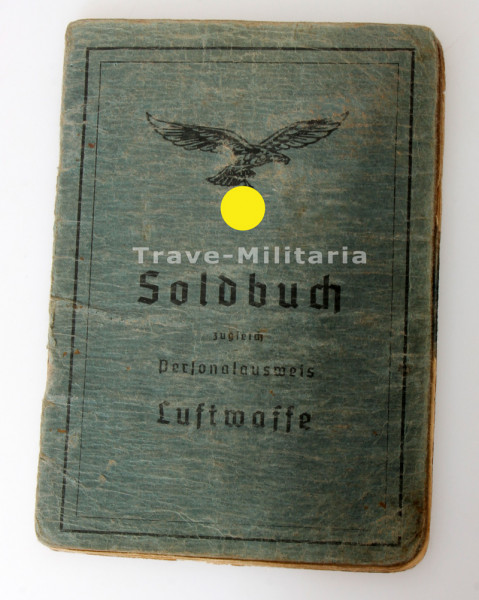 Trave-Militaria
Soldbuch
zugleich
Personalausweis
Luftwaffe